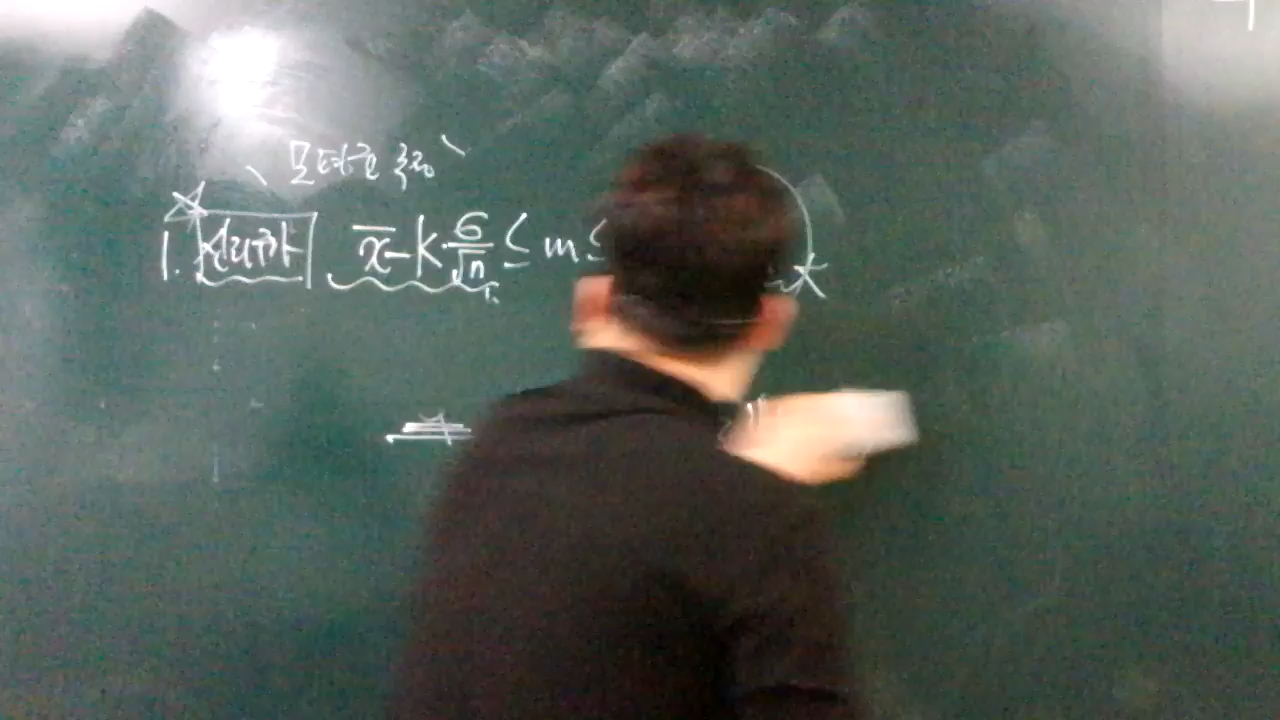 모평균 추정
1. 신뢰구간 x̄-k·σ/√n ≤ m ≤